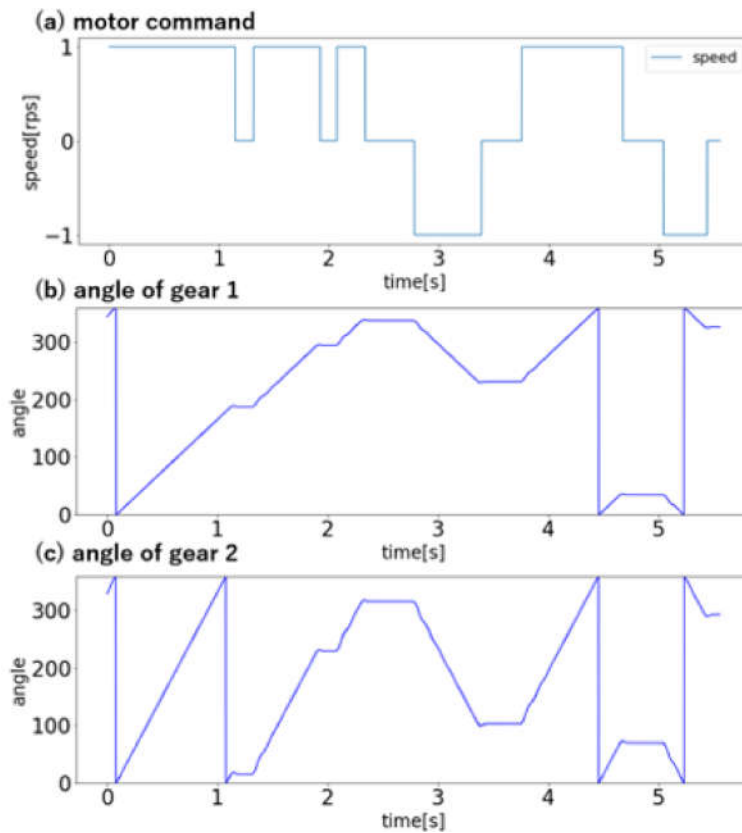 (a) motor command
1
0
−1
speed[rps]
speed
0 1 2 3 4 5
time[s]
(b) angle of gear 1
300
200
100
0
angle
0 1 2 3 4 5
time[s]
(c) angle of gear 2
300
200
100
0
angle
0 1 2 3 4 5
time[s]